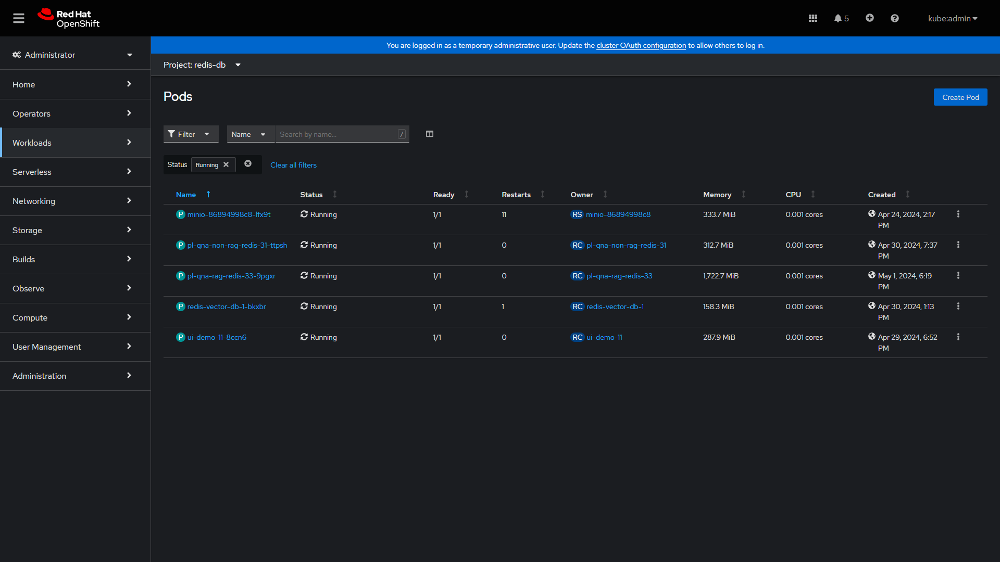 Red Hat
OpenShift
5
kube:admin
Administrator
Home
Operators
Workloads
Serverless
Networking
Storage
Builds
Observe
Compute
User Management
Administration
You are logged in as a temporary administrative user. Update the cluster OAuth configuration to allow others to log in.
Project: redis-db
Pods
Create Pod
Filter
Name
Search by name...
/
Status
Running
Clear all filters
Name Status Ready Restarts Owner Memory CPU Created
P minio-86894998c8-lfx9t Running 1/1 11 RS minio-86894998c8 333.7 MiB 0.001 cores Apr 24, 2024, 2:17
PM
P pl-qna-non-rag-redis-31-ttpsh Running 1/1 0 RC pl-qna-non-rag-redis-31 312.7 MiB 0.001 cores Apr 30, 2024, 7:37
PM
P pl-qna-rag-redis-33-9pgxr Running 1/1 0 RC pl-qna-rag-redis-33 1,722.7 MiB 0.001 cores May 1, 2024, 6:19
PM
P redis-vector-db-1-bkxbr Running 1/1 1 RC redis-vector-db-1 158.3 MiB 0.001 cores Apr 30, 2024, 1:13
PM
P ui-demo-11-8ccn6 Running 1/1 0 RC ui-demo-11 287.9 MiB 0.001 cores Apr 29, 2024, 6:52
PM